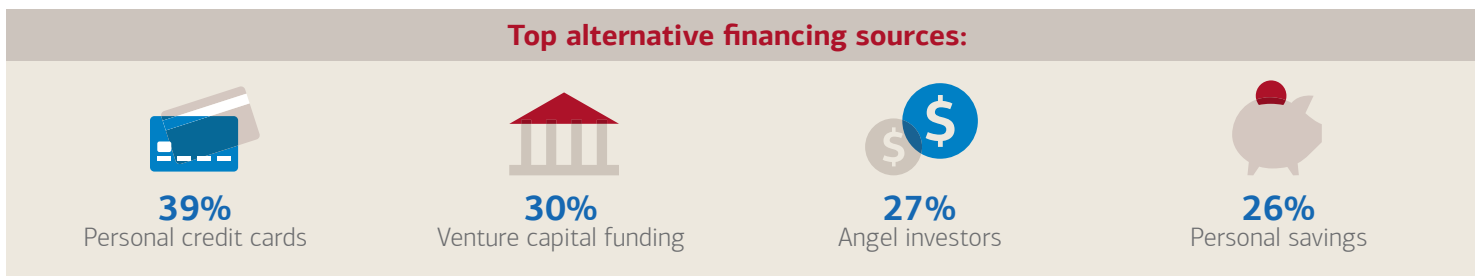 Top alternative financing sources:
$
$
39%
30%
27%
26%
Personal credit cards
Venture capital funding
Angel investors
Personal savings